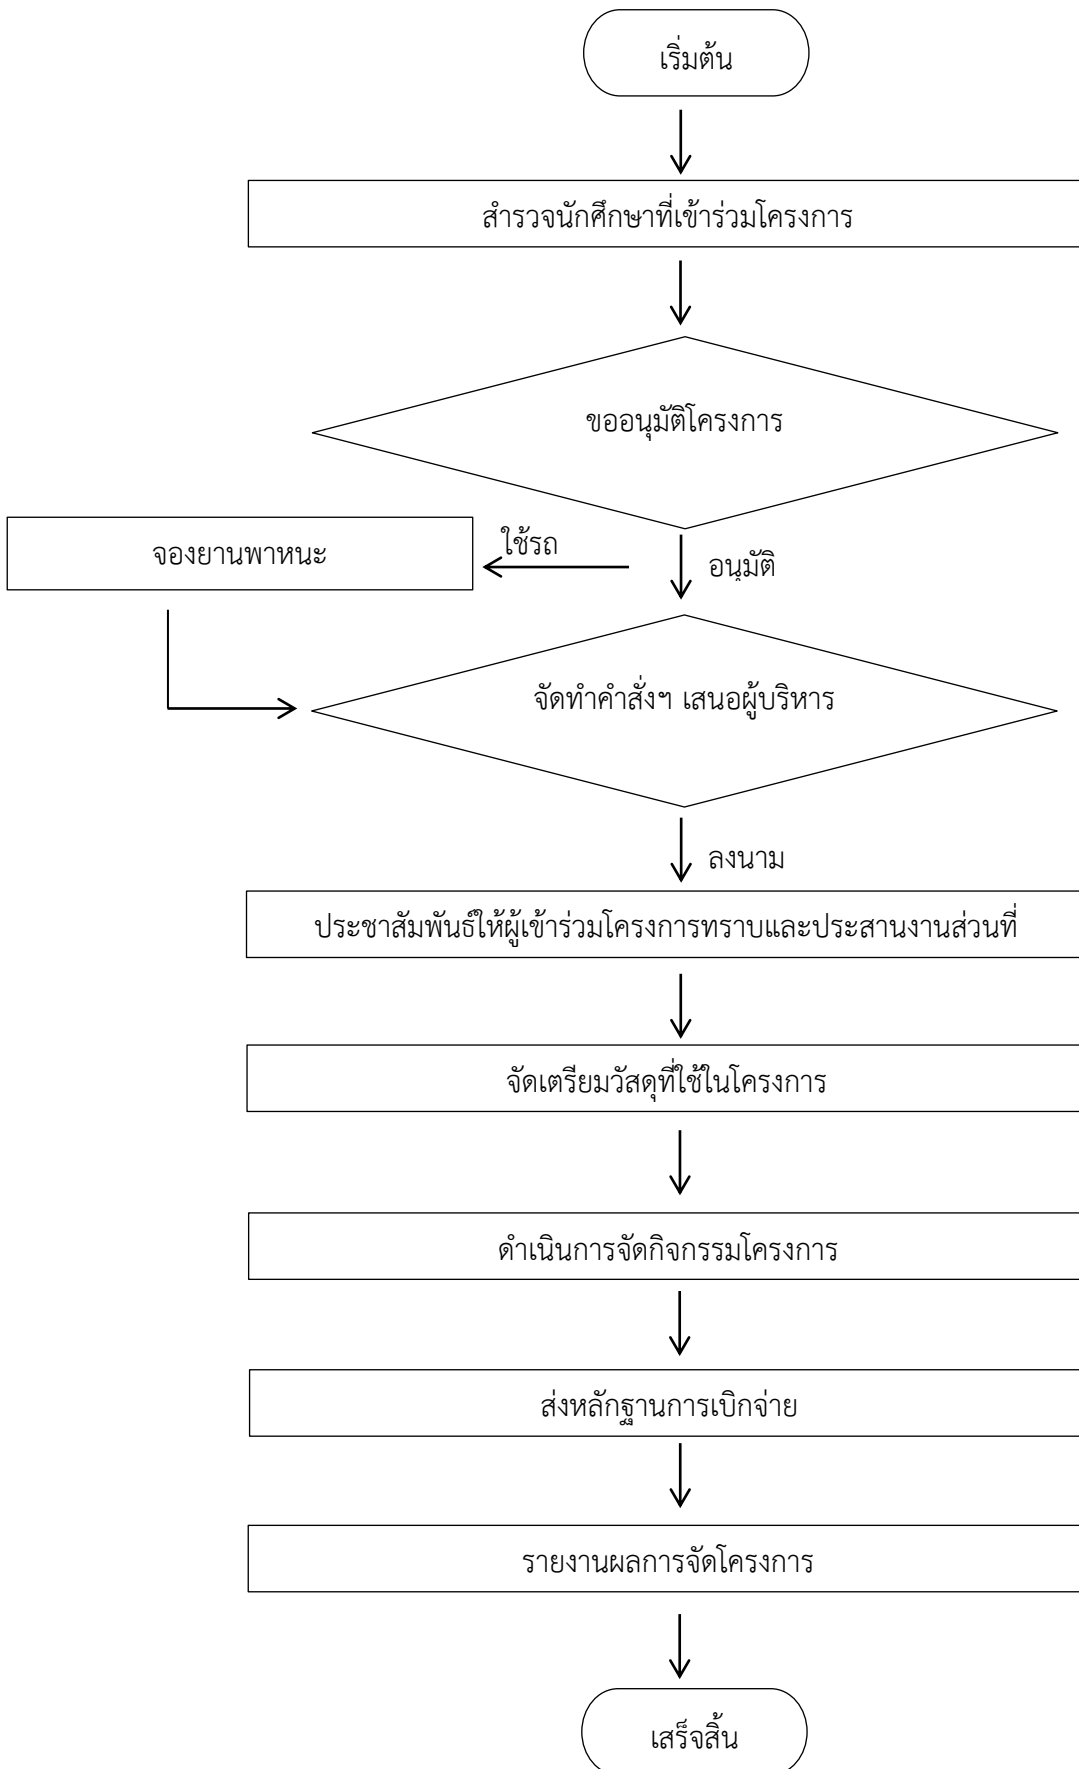 เริ่มต้น
สำรวจนักศึกษาที่เข้าร่วมโครงการ
ขออนุมัติโครงการ
ใช้รถ
จองยานพาหนะ
อนุมัติ
จัดทำคำสั่งฯ เสนอผู้บริหาร
ลงนาม
ประชาสัมพันธ์ให้ผู้เข้าร่วมโครงการทราบและประสานงานส่วนที่
จัดเตรียมวัสดุที่ใช้ในโครงการ
ดำเนินการจัดกิจกรรมโครงการ
ส่งหลักฐานการเบิกจ่าย
รายงานผลการจัดโครงการ
เสร็จสิ้น